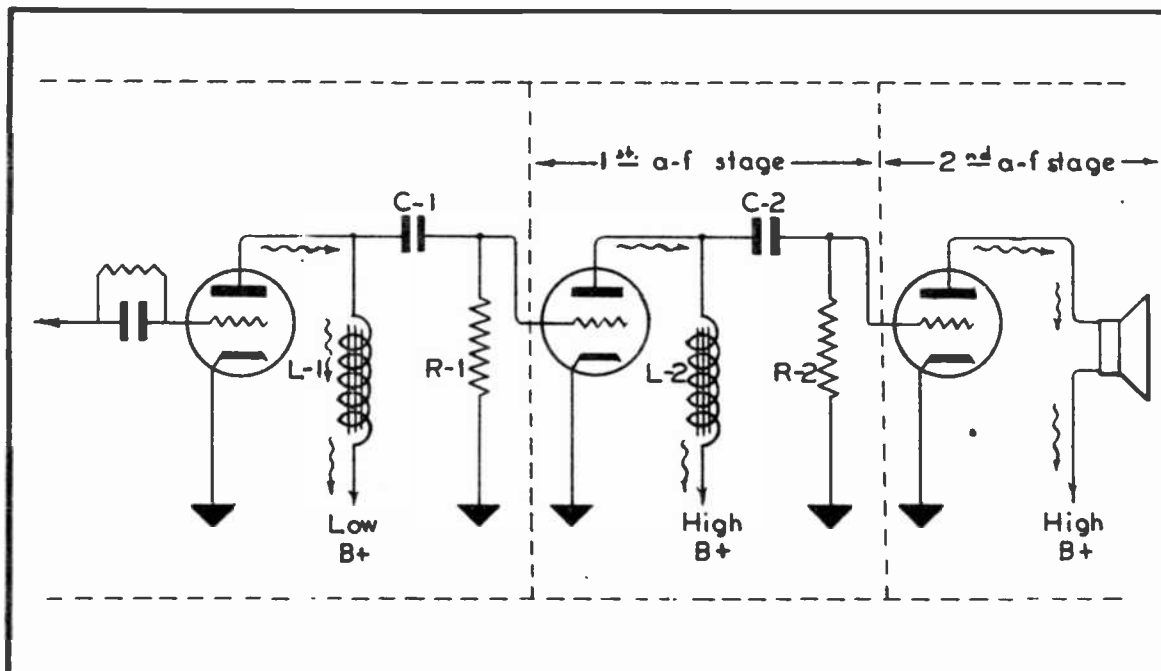 1st. a-f stage
2nd a-f stage
C-1
C-2
L-1
R-1
L-2
R-2
Low
B+
High
B+
High
B+